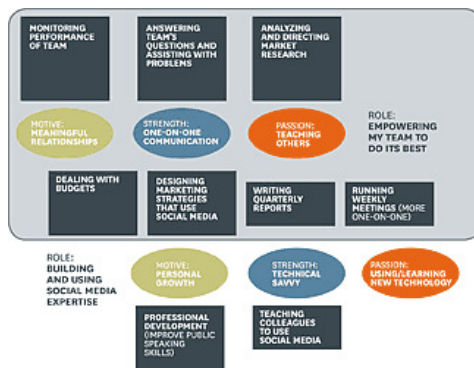 MONITORING
PERFORMANCE
OF TEAM
ANSWERING
TEAM'S
QUESTIONS AND
ASSISTING WITH
PROBLEMS
ANALYZING
AND DIRECTING
MARKET
RESEARCH
MOTIVE:
MEANINGFUL
RELATIONSHIPS
STRENGTH:
ONE-ON-ONE
COMMUNICATION
PASSION:
TEACHING
OTHERS
ROLE:
EMPOWERING
MY TEAM TO
DO ITS BEST
DEALING WITH
BUDGETS
DESIGNING
MARKETING
STRATEGIES
THAT USE
SOCIAL MEDIA
WRITING
QUARTERLY
REPORTS
RUNNING
WEEKLY
MEETINGS (MORE
ONE-ON-ONE)
ROLE:
BUILDING
AND USING
SOCIAL MEDIA
EXPERTISE
MOTIVE:
PERSONAL
GROWTH
STRENGTH:
TECHNICAL
SAVVY
PASSION:
USING/LEARNING
NEW TECHNOLOGY
PROFESSIONAL
DEVELOPMENT
(IMPROVE PUBLIC
SPEAKING
SKILLS)
TEACHING
COLLEAGUES
TO USE
SOCIAL MEDIA